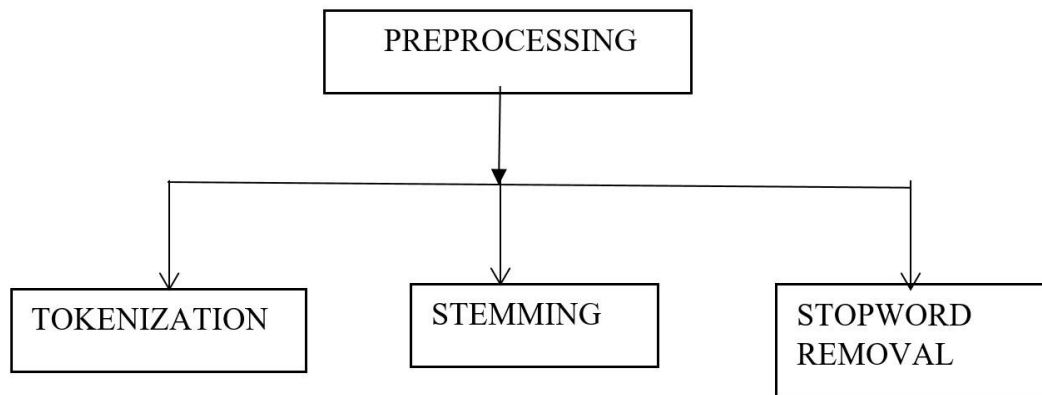 PREPROCESSING
TOKENIZATION
STEMMING
STOPWORD
REMOVAL